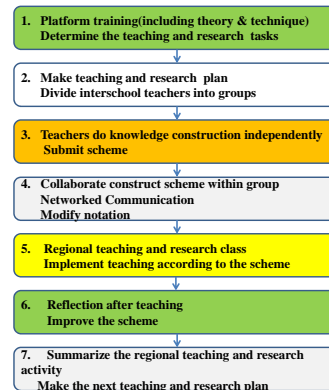 1. Platform training(including theory & technique)
Determine the teaching and research tasks
2. Make teaching and research plan
Divide interschool teachers into groups
3. Teachers do knowledge construction independently
Submit scheme
4. Collaborate construct scheme within group
Networked Communication
Modify notation
5. Regional teaching and research class
Implement teaching according to the scheme
6. Reflection after teaching
Improve the scheme
7. Summarize the regional teaching and research
activity
Make the next teaching and research plan